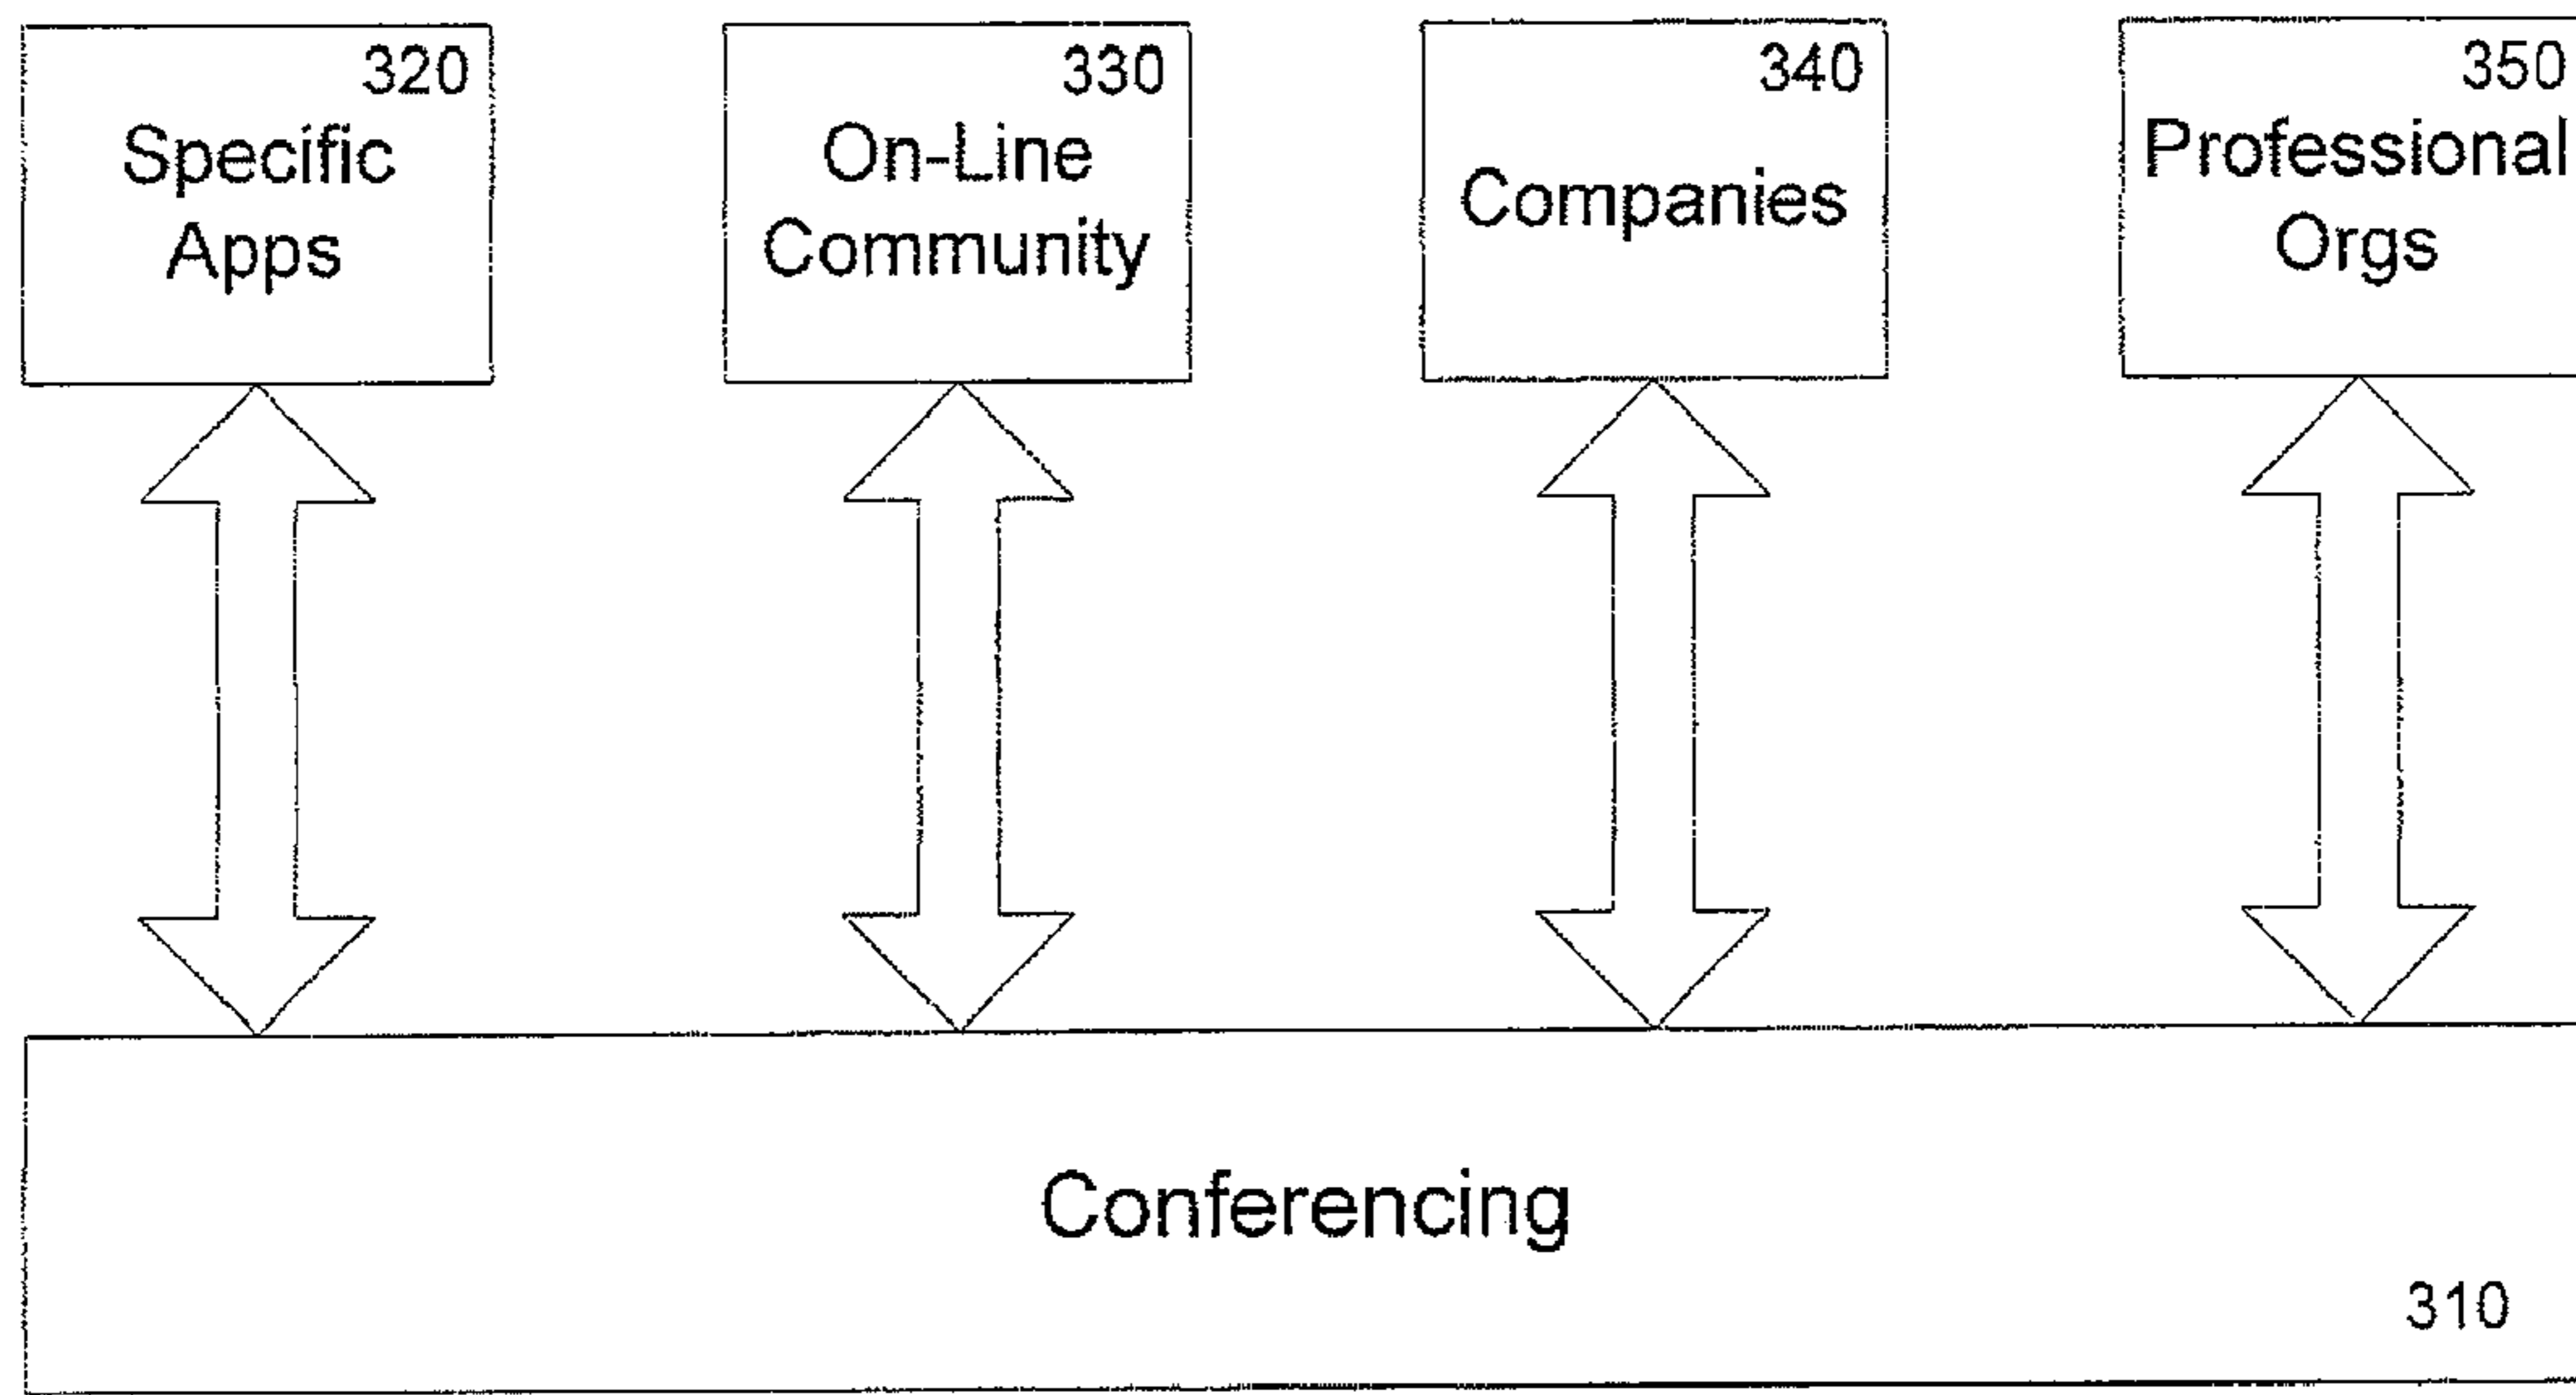 320
Specific
Apps
330
On-Line
Community
340
Companies
350
Professional
Orgs
Conferencing
310